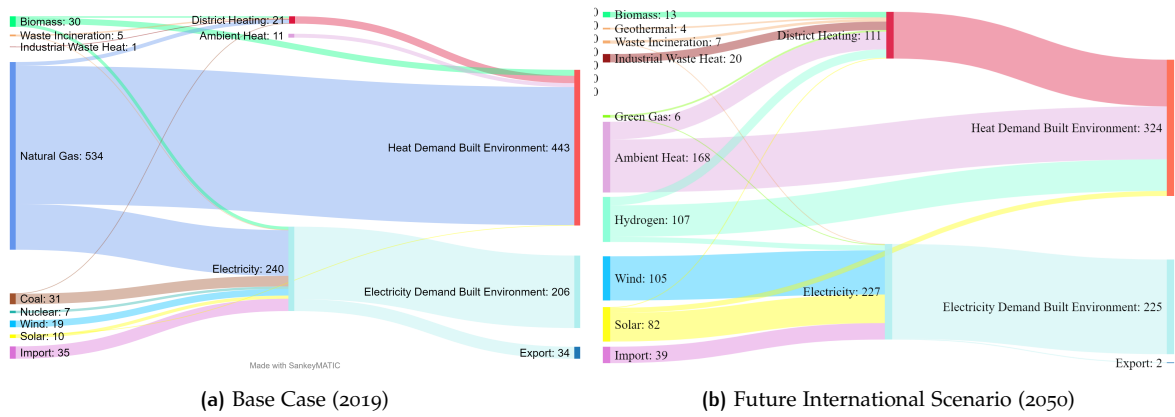 Biomass: 30
Waste Incineration: 5
Industrial Waste Heat: 1
District Heating: 21
Ambient Heat: 11
Natural Gas: 534
Heat Demand Built Environment: 443
Electricity: 240
Electricity Demand Built Environment: 206
Coal: 31
Nuclear: 7
Wind: 19
Solar: 10
Import: 35
Export: 34
Made with SankeyMATIC
(a) Base Case (2019)
Biomass: 13
Geothermal: 4
Waste Incineration: 7
Industrial Waste Heat: 20
District Heating: 111
Green Gas: 6
Heat Demand Built Environment: 324
Ambient Heat: 168
Hydrogen: 107
Wind: 105
Electricity: 227
Electricity Demand Built Environment: 225
Solar: 82
Import: 39
Export: 2
(b) Future International Scenario (2050)